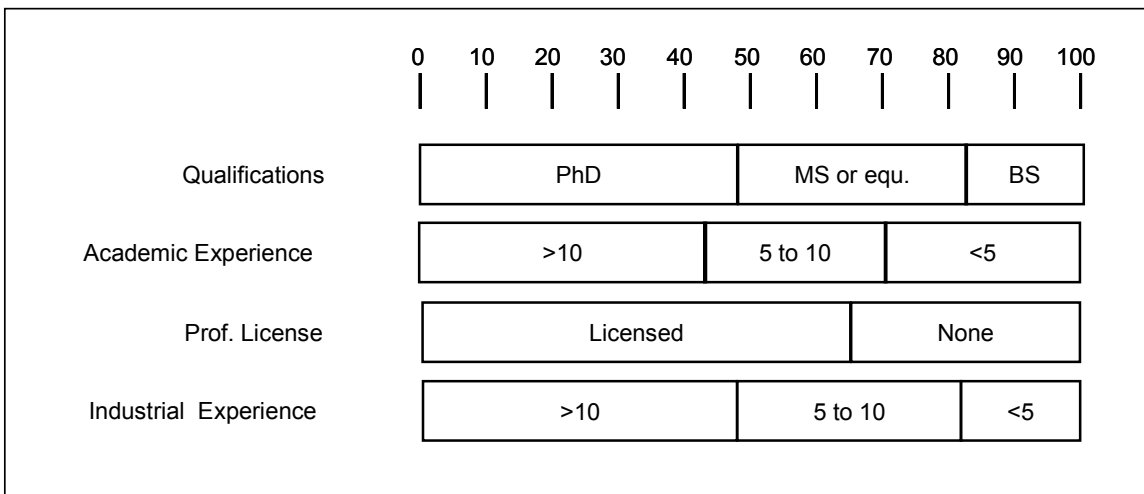 0 10 20 30 40 50 60 70 80 90 100
Qualifications PhD MS or equ. BS
Academic Experience >10 5 to 10 <5
Prof. License Licensed None
Industrial Experience >10 5 to 10 <5